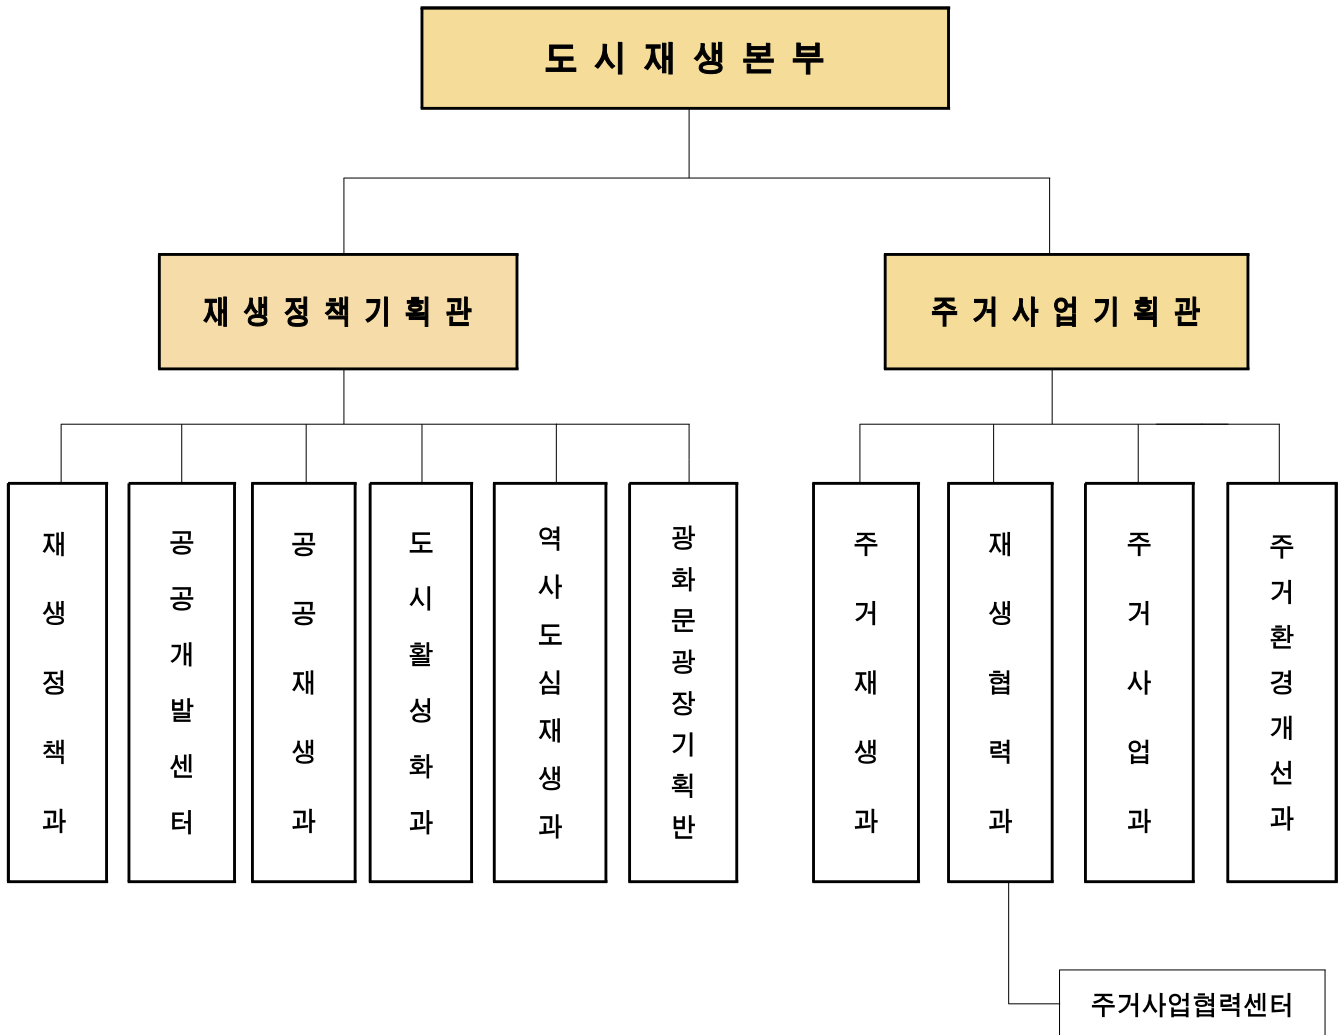 도시재생본부
재생정책기획관
주거사업기획관
재생정책과
공공개발센터
공공재생과
도시활성화과
역사도심재생과
광화문광장기획반
주거재생과
재생협력과
주거사업과
주거환경개선과
주거사업협력센터